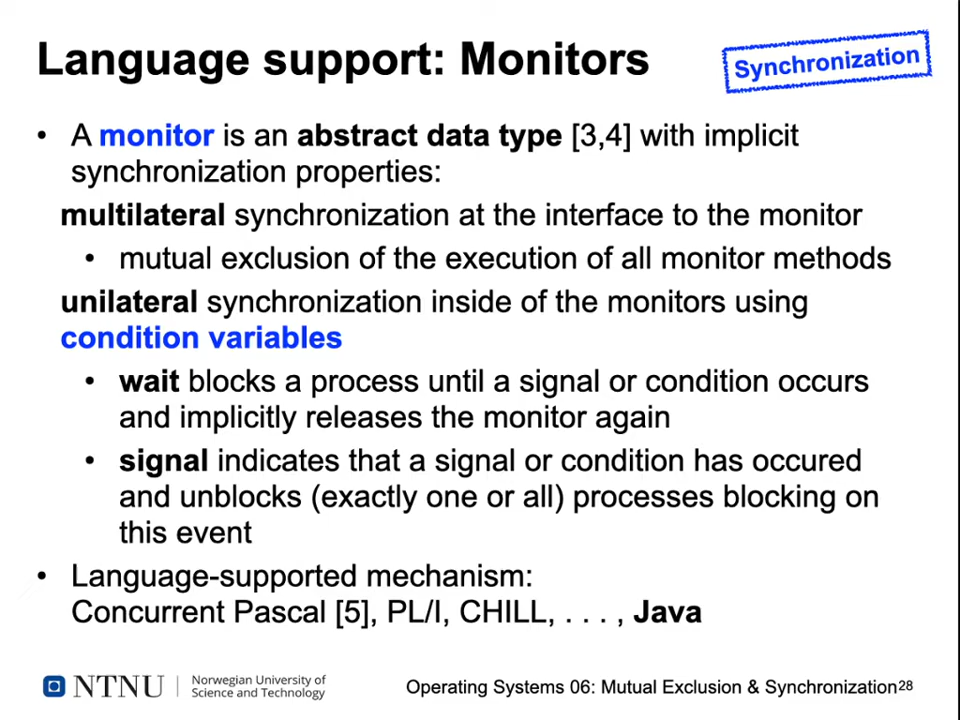 Language support: Monitors
Synchronization
• A monitor is an abstract data type [3,4] with implicit
synchronization properties:
multilateral synchronization at the interface to the monitor
• mutual exclusion of the execution of all monitor methods
unilateral synchronization inside of the monitors using
condition variables
• wait blocks a process until a signal or condition occurs
and implicitly releases the monitor again
• signal indicates that a signal or condition has occured
and unblocks (exactly one or all) processes blocking on
this event
• Language-supported mechanism:
Concurrent Pascal [5], PL/I, CHILL, . . . , Java
NTNU
Norwegian University of
Science and Technology
Operating Systems 06: Mutual Exclusion & Synchronization 28